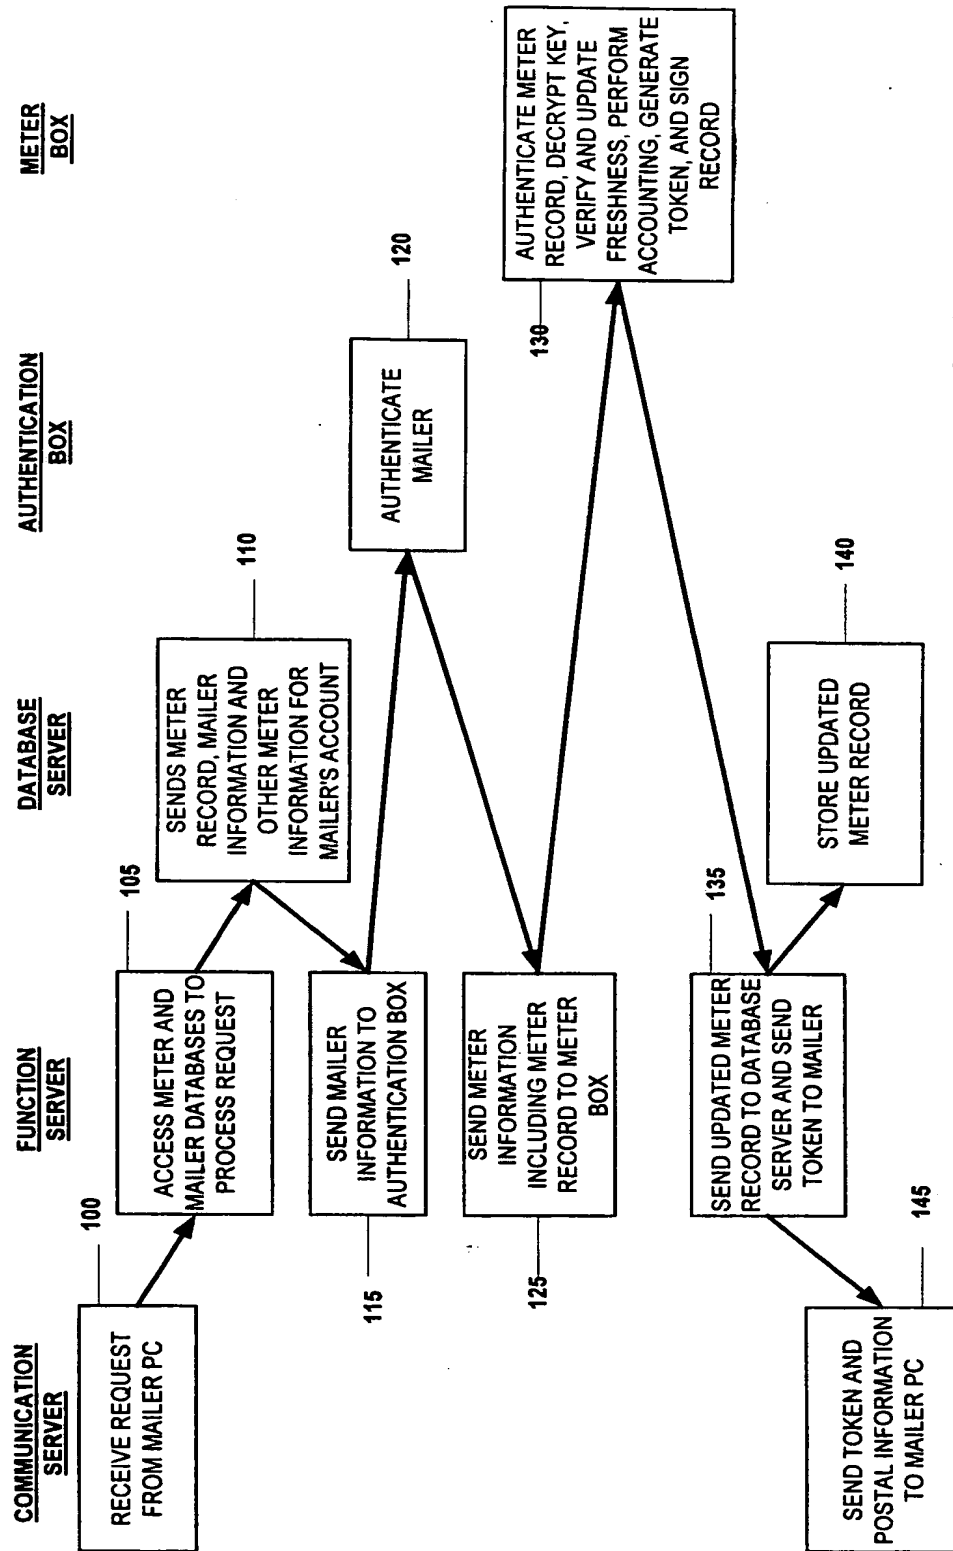 COMMUNICATION
SERVER
FUNCTION
SERVER
DATABASE
SERVER
AUTHENTICATION
BOX
METER
BOX
100
RECEIVE REQUEST
FROM MAILER PC
105
ACCESS METER AND
MAILER DATABASES TO
PROCESS REQUEST
110
SENDS METER
RECORD, MAILER
INFORMATION AND
OTHER METER
INFORMATION FOR
MAILER'S ACCOUNT
115
SEND MAILER
INFORMATION TO
AUTHENTICATION BOX
120
AUTHENTICATE
MAILER
125
SEND METER
INFORMATION
INCLUDING METER
RECORD TO METER
BOX
130
AUTHENTICATE METER
RECORD, DECRYPT KEY,
VERIFY AND UPDATE
FRESHNESS, PERFORM
ACCOUNTING, GENERATE
TOKEN, AND SIGN
RECORD
135
SEND UPDATED METER
RECORD TO DATABASE
SERVER AND SEND
TOKEN TO MAILER
140
STORE UPDATED
METER RECORD
145
SEND TOKEN AND
POSTAL INFORMATION
TO MAILER PC